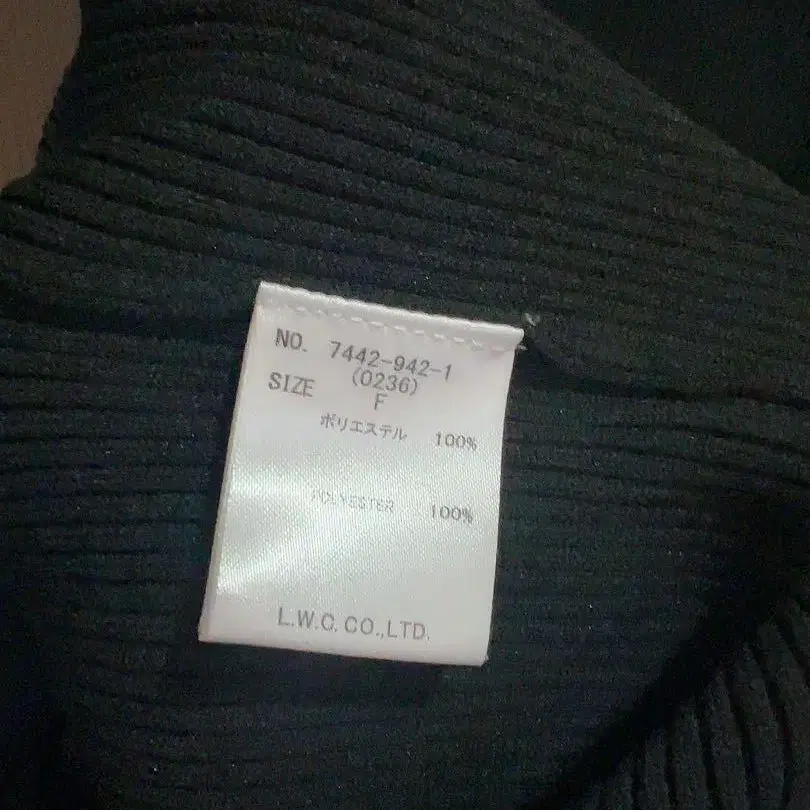 NO. 7442-942-1
(0236)
SIZE F
ポリエステル 100%
POLYESTER 100%
L.W.C. CO.,LTD.